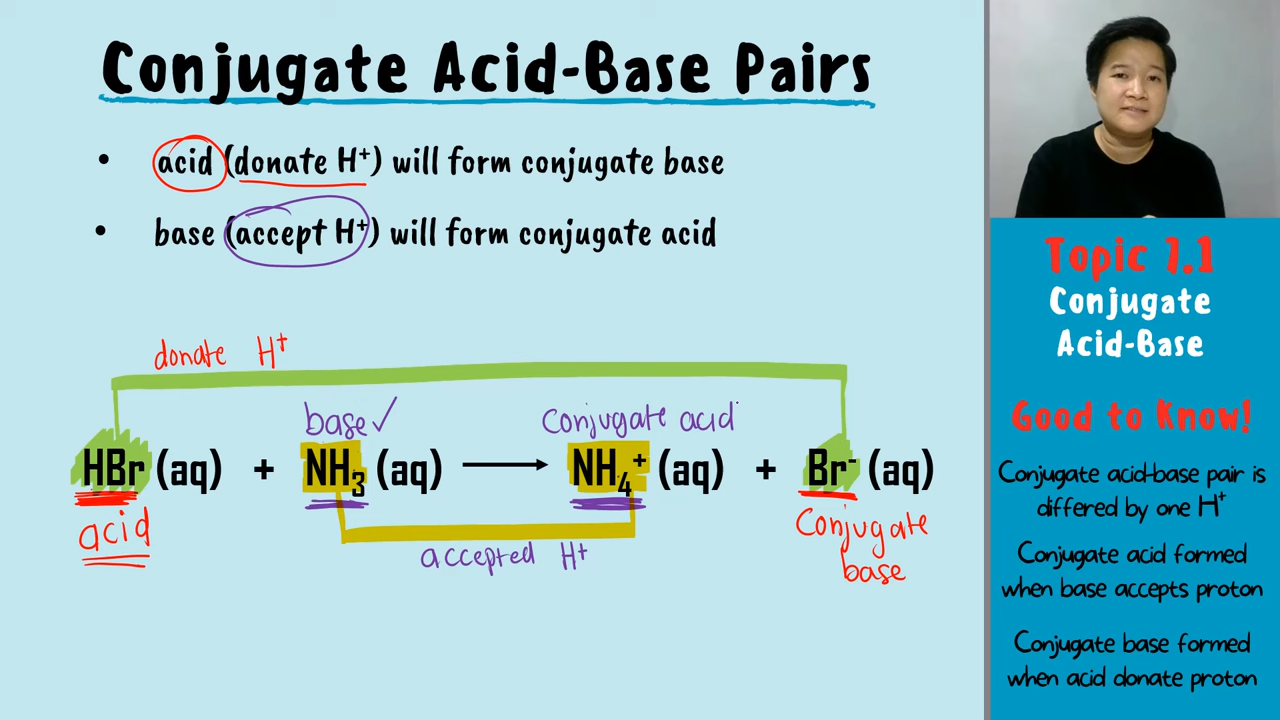 Conjugate Acid-Base Pairs
• acid (donate H⁺) will form conjugate base
• base (accept H⁺) will form conjugate acid
donate H⁺
base✓ Conjugate acid
HBr (aq) + NH₃ (aq) ⟶ NH₄⁺ (aq) + Br⁻ (aq)
acid Conjugate
base
accepted H⁺
Topic 7.1
Conjugate
Acid-Base
Good to Know!
Conjugate acid-base pair is
differed by one H⁺
Conjugate acid formed
when base accepts proton
Conjugate base formed
when acid donate proton